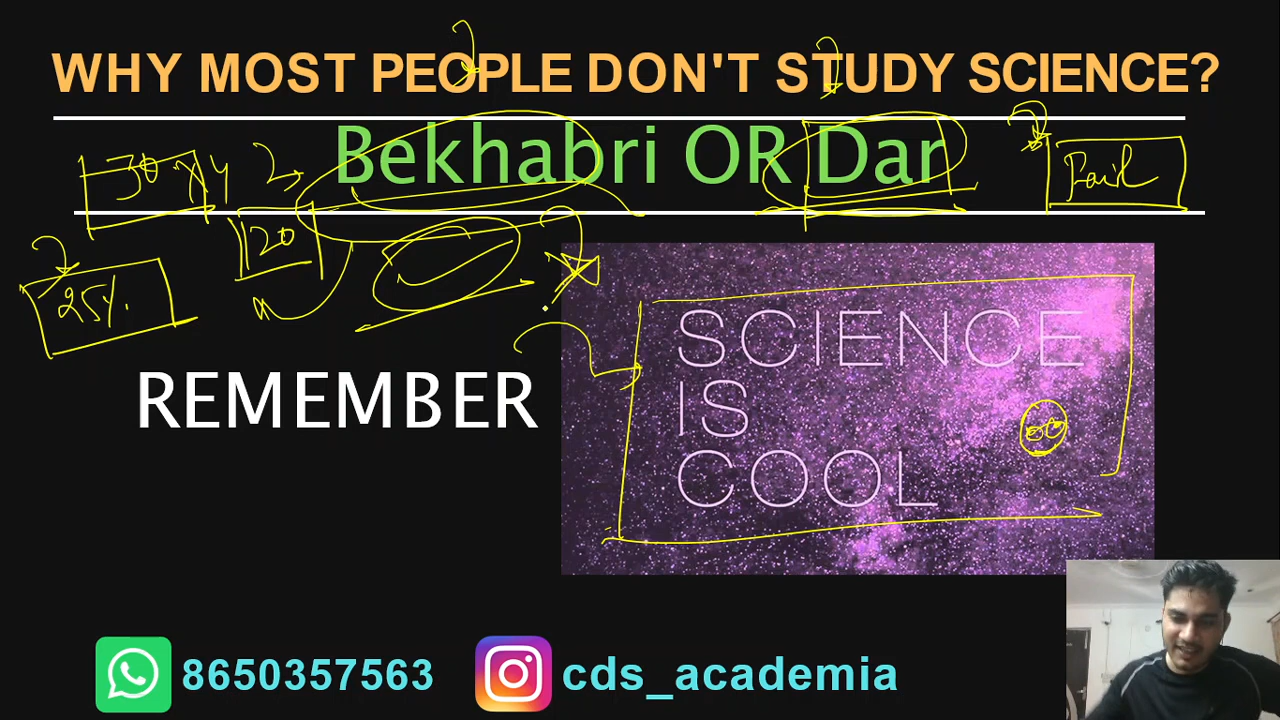 WHY MOST PEOPLE DON'T STUDY SCIENCE?
Bekhabri OR Dar
30 x 4
Fail
120
25%.
SCIENCE
IS
COOL
REMEMBER
8650357563
cds_academia